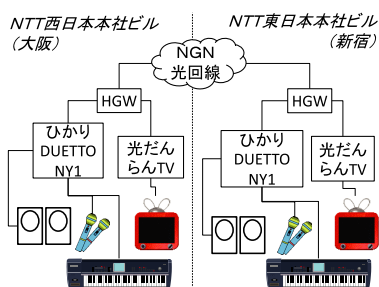 NTT西日本本社ビル
（大阪）
NTT東日本本社ビル
（新宿）
NGN
光回線
HGW
HGW
ひかり
DUETTO
NY1
光だん
らんTV
ひかり
DUETTO
NY1
光だん
らんTV